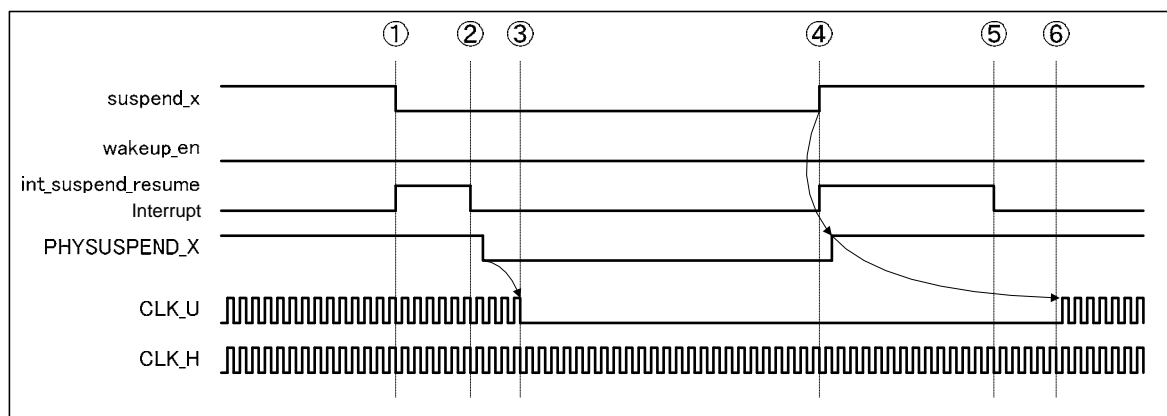 ① ② ③ ④ ⑤ ⑥
suspend_x
wakeup_en
int_suspend_resume
Interrupt
PHYSUSPEND_X
CLK_U
CLK_H